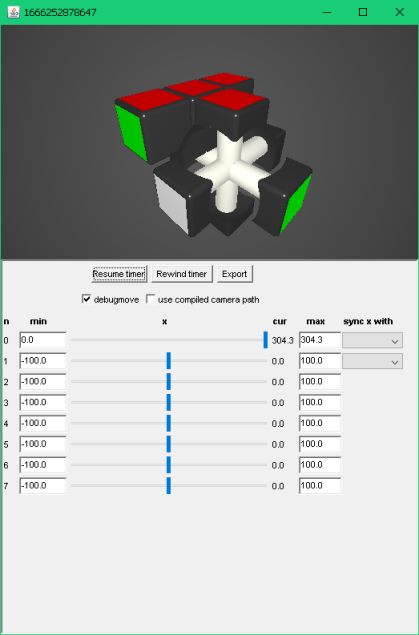 1666252878647
Resume timer Rewind timer Export
debugmove use compiled camera path
n min x cur max sync x with
0 0.0 304.3 304.3
1 -100.0 0.0 100.0
2 -100.0 0.0 100.0
3 -100.0 0.0 100.0
4 -100.0 0.0 100.0
5 -100.0 0.0 100.0
6 -100.0 0.0 100.0
7 -100.0 0.0 100.0